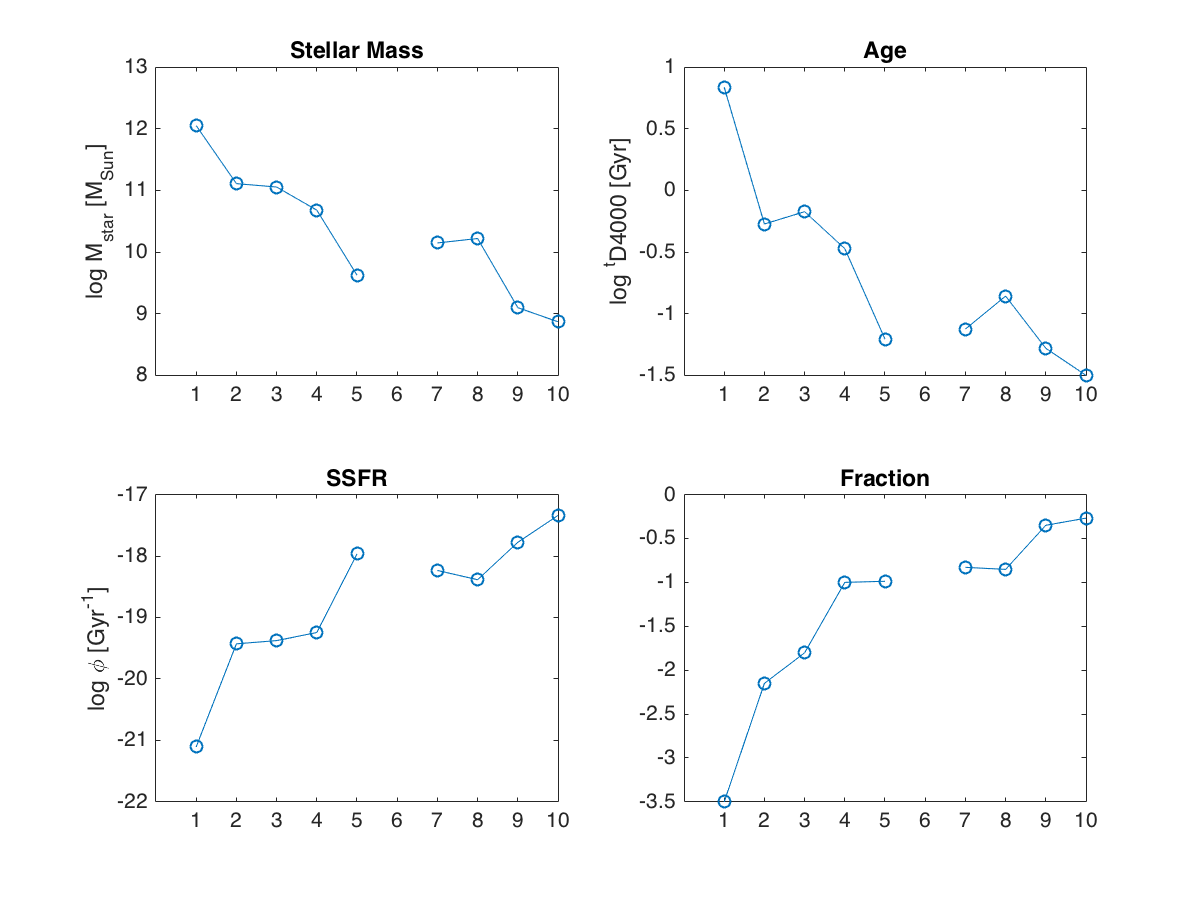 Stellar Mass
log M_star [M_Sun]
13
12
11
10
9
8
1 2 3 4 5 6 7 8 9 10
Age
log ^tD4000 [Gyr]
1
0.5
0
-0.5
-1
-1.5
1 2 3 4 5 6 7 8 9 10
SSFR
log ϕ [Gyr^-1]
-17
-18
-19
-20
-21
-22
1 2 3 4 5 6 7 8 9 10
Fraction
0
-0.5
-1
-1.5
-2
-2.5
-3
-3.5
1 2 3 4 5 6 7 8 9 10